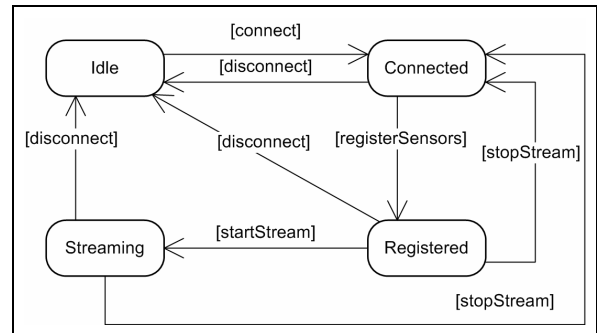 [connect]
Idle
Connected
[disconnect]
[disconnect]
[disconnect]
[registerSensors]
[stopStream]
Streaming
[startStream]
Registered
[stopStream]